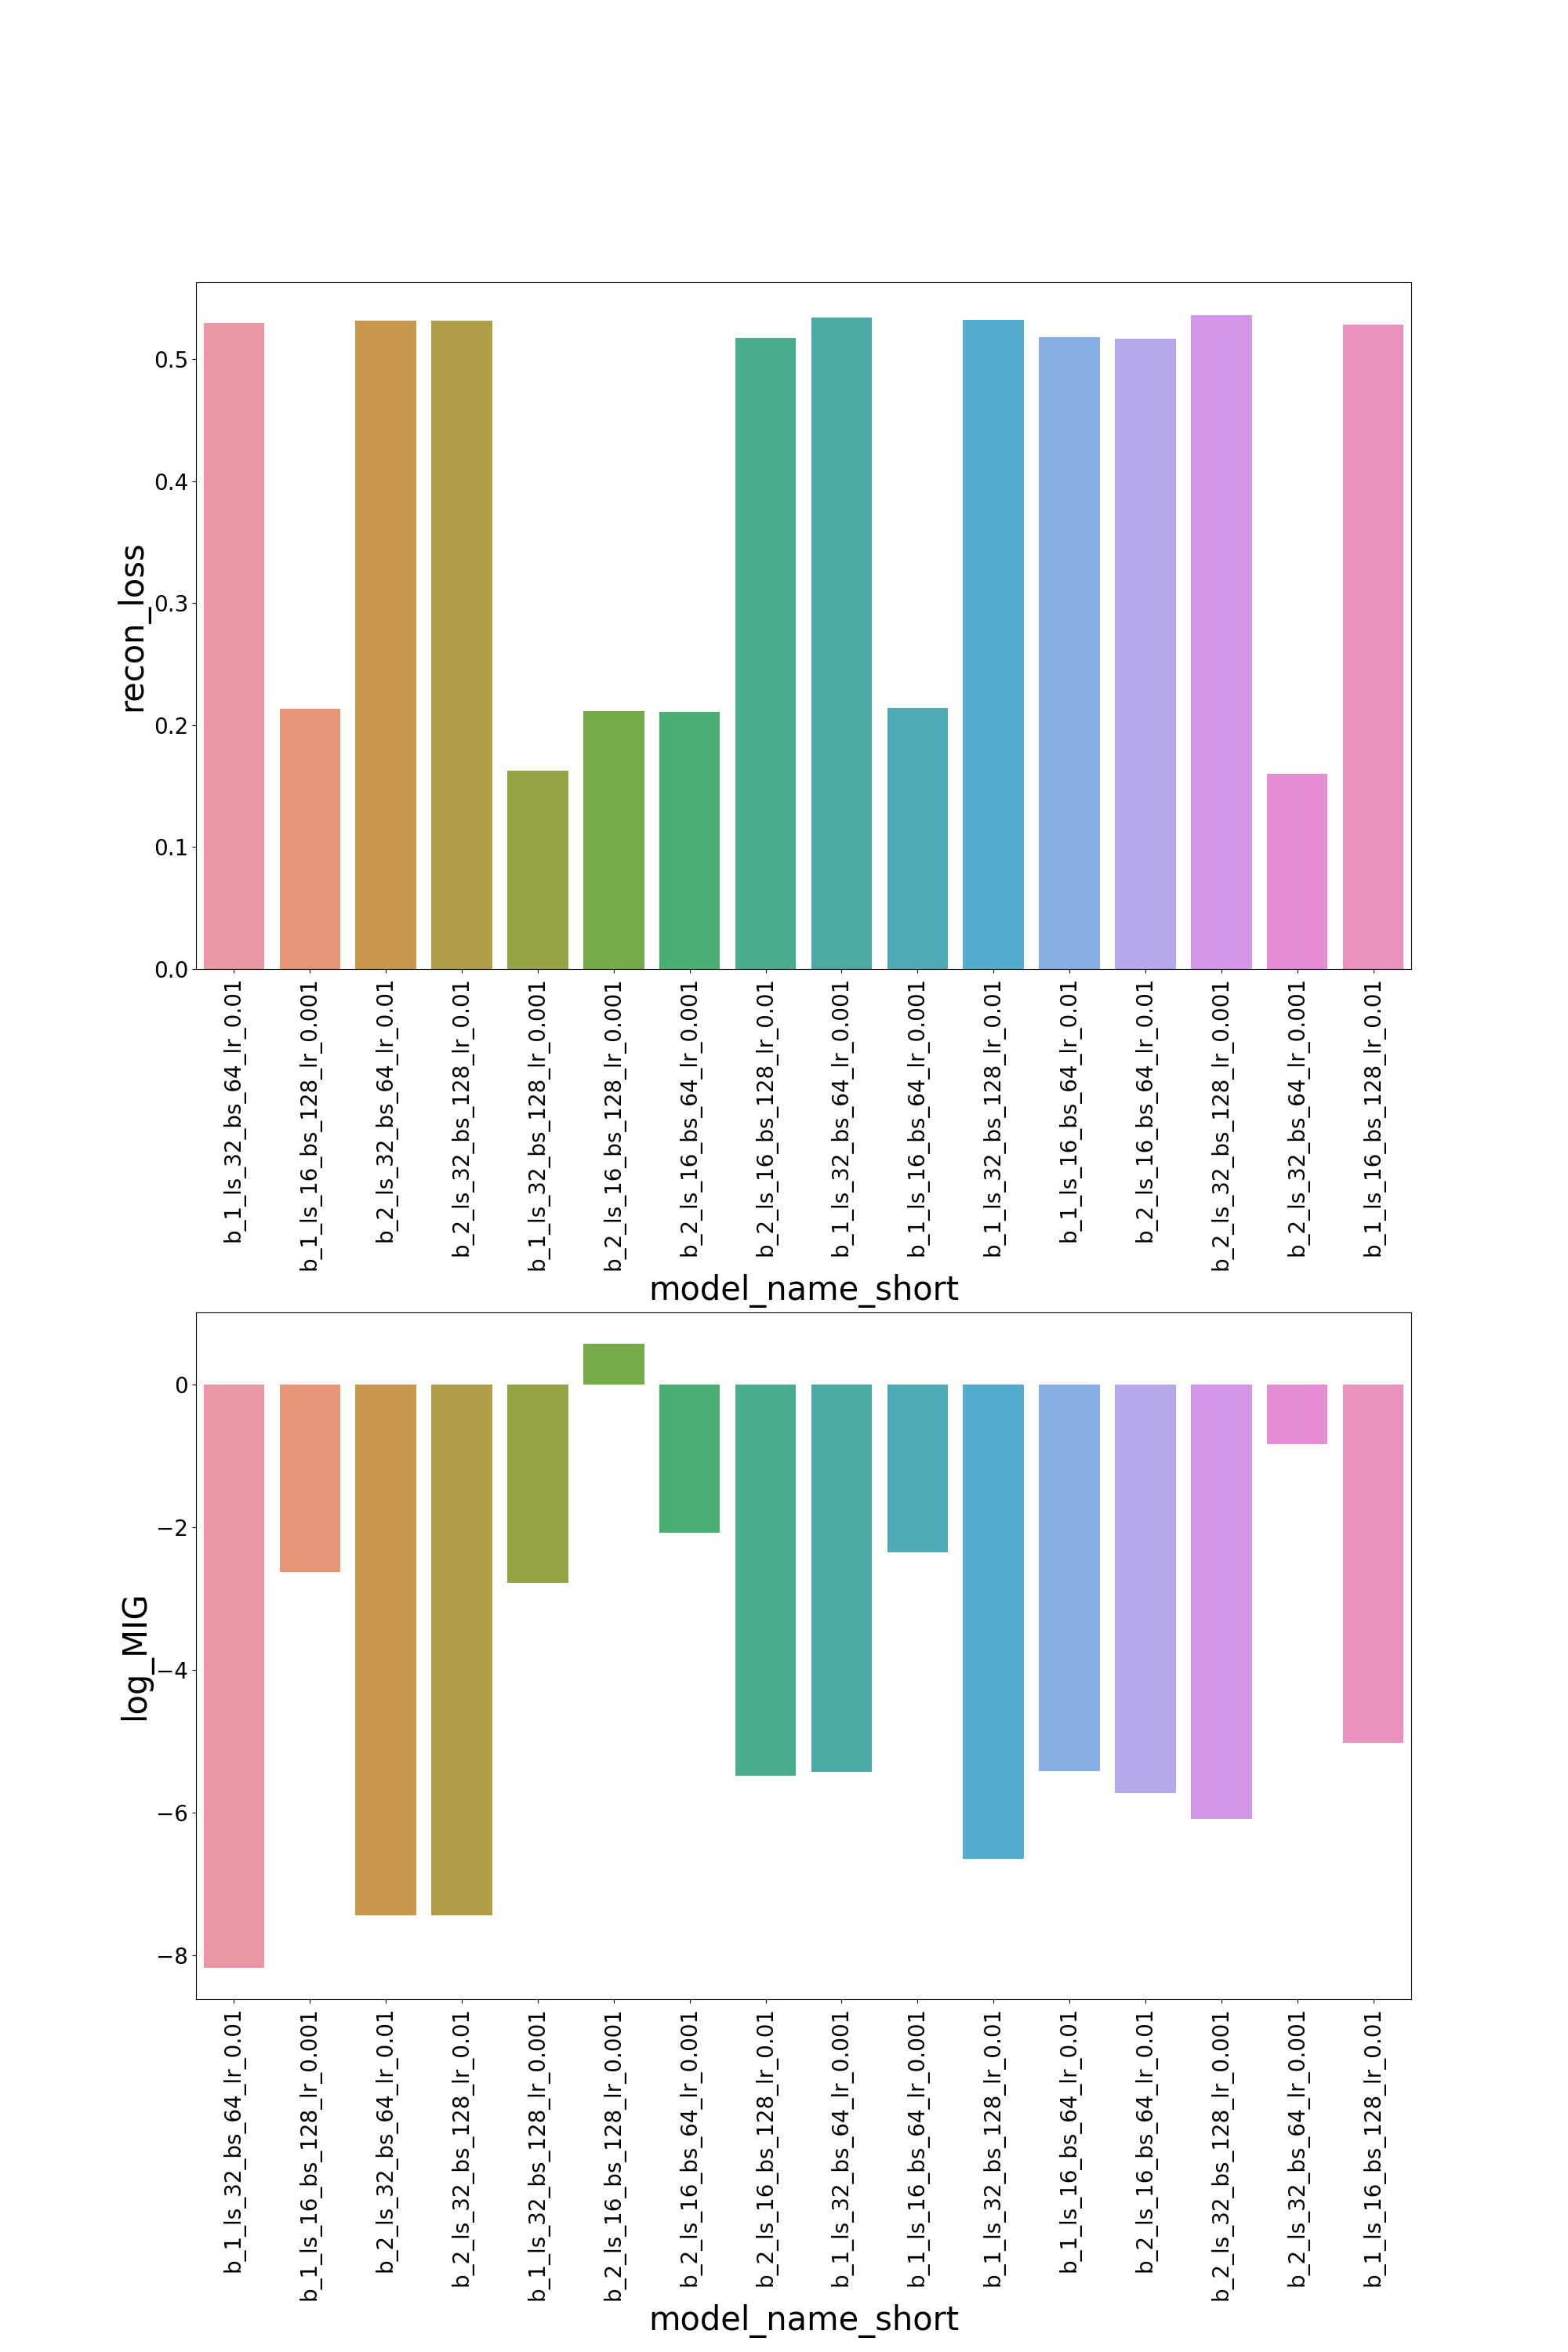 recon_loss
0.5
0.4
0.3
0.2
0.1
0.0
b_1_ls_32_bs_64_lr_0.01
b_1_ls_16_bs_128_lr_0.001
b_2_ls_32_bs_64_lr_0.01
b_2_ls_32_bs_128_lr_0.01
b_1_ls_32_bs_128_lr_0.001
b_2_ls_16_bs_128_lr_0.001
b_2_ls_16_bs_64_lr_0.001
b_2_ls_16_bs_128_lr_0.01
b_1_ls_32_bs_64_lr_0.001
b_1_ls_16_bs_64_lr_0.001
b_1_ls_32_bs_128_lr_0.01
b_1_ls_16_bs_64_lr_0.01
b_2_ls_16_bs_64_lr_0.01
b_2_ls_32_bs_128_lr_0.001
b_2_ls_32_bs_64_lr_0.001
b_1_ls_16_bs_128_lr_0.01
model_name_short
log_MIG
0
−2
−4
−6
−8
b_1_ls_32_bs_64_lr_0.01
b_1_ls_16_bs_128_lr_0.001
b_2_ls_32_bs_64_lr_0.01
b_2_ls_32_bs_128_lr_0.01
b_1_ls_32_bs_128_lr_0.001
b_2_ls_16_bs_128_lr_0.001
b_2_ls_16_bs_64_lr_0.001
b_2_ls_16_bs_128_lr_0.01
b_1_ls_32_bs_64_lr_0.001
b_1_ls_16_bs_64_lr_0.001
b_1_ls_32_bs_128_lr_0.01
b_1_ls_16_bs_64_lr_0.01
b_2_ls_16_bs_64_lr_0.01
b_2_ls_32_bs_128_lr_0.001
b_2_ls_32_bs_64_lr_0.001
b_1_ls_16_bs_128_lr_0.01
model_name_short